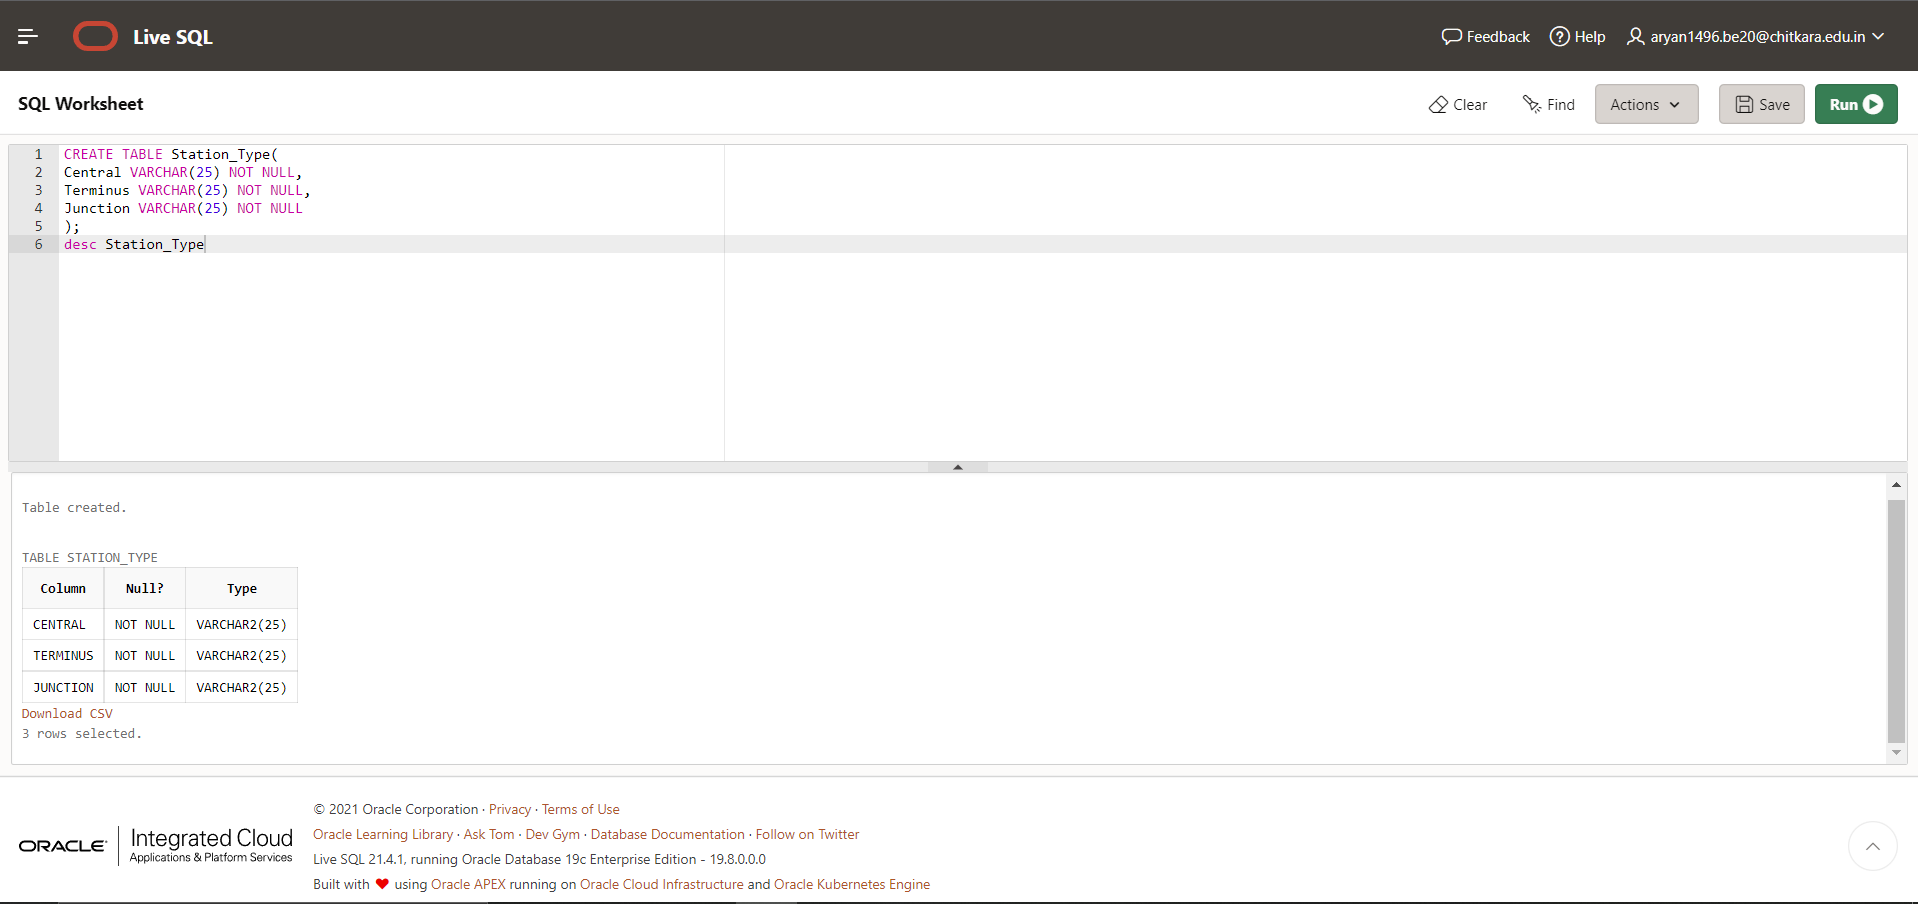 Live SQL
Feedback
Help
aryan1496.be20@chitkara.edu.in
SQL Worksheet
Clear
Find
Actions
Save
Run
1 CREATE TABLE Station_Type(
2 Central VARCHAR(25) NOT NULL,
3 Terminus VARCHAR(25) NOT NULL,
4 Junction VARCHAR(25) NOT NULL
5 );
6 desc Station_Type
Table created.
TABLE STATION_TYPE
Column Null? Type
CENTRAL NOT NULL VARCHAR2(25)
TERMINUS NOT NULL VARCHAR2(25)
JUNCTION NOT NULL VARCHAR2(25)
Download CSV
3 rows selected.
ORACLE
Integrated Cloud
Applications & Platform Services
© 2021 Oracle Corporation · Privacy · Terms of Use
Oracle Learning Library · Ask Tom · Dev Gym · Database Documentation · Follow on Twitter
Live SQL 21.4.1, running Oracle Database 19c Enterprise Edition - 19.8.0.0.0
Built with ❤ using Oracle APEX running on Oracle Cloud Infrastructure and Oracle Kubernetes Engine